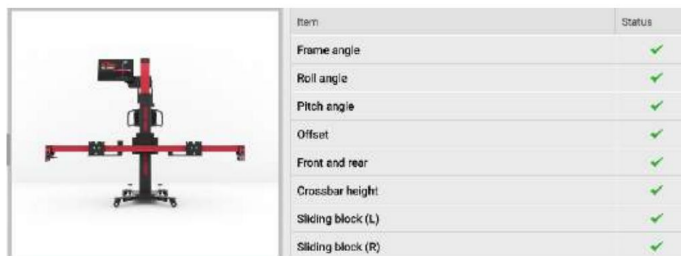 Item Status
Frame angle
Roll angle
Pitch angle
Offset
Front and rear
Crossbar height
Sliding block (L)
Sliding block (R)